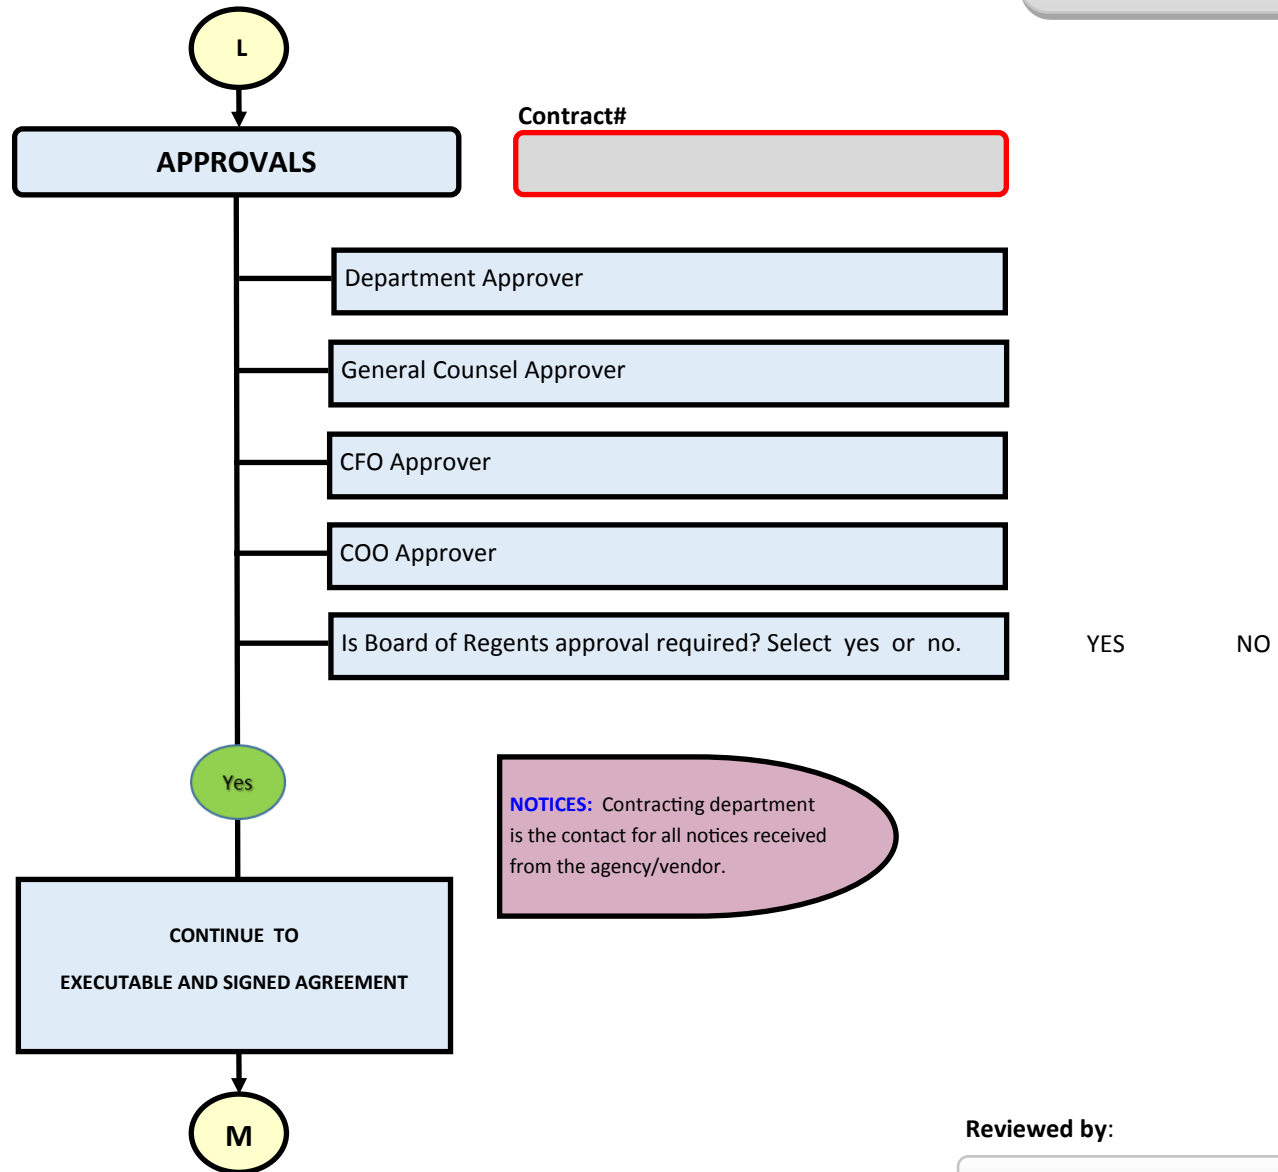 L
Contract#
APPROVALS
Department Approver
General Counsel Approver
CFO Approver
COO Approver
Is Board of Regents approval required? Select yes or no.
YES NO
Yes
NOTICES: Contracting department
is the contact for all notices received
from the agency/vendor.
CONTINUE TO
EXECUTABLE AND SIGNED AGREEMENT
M
Reviewed by: